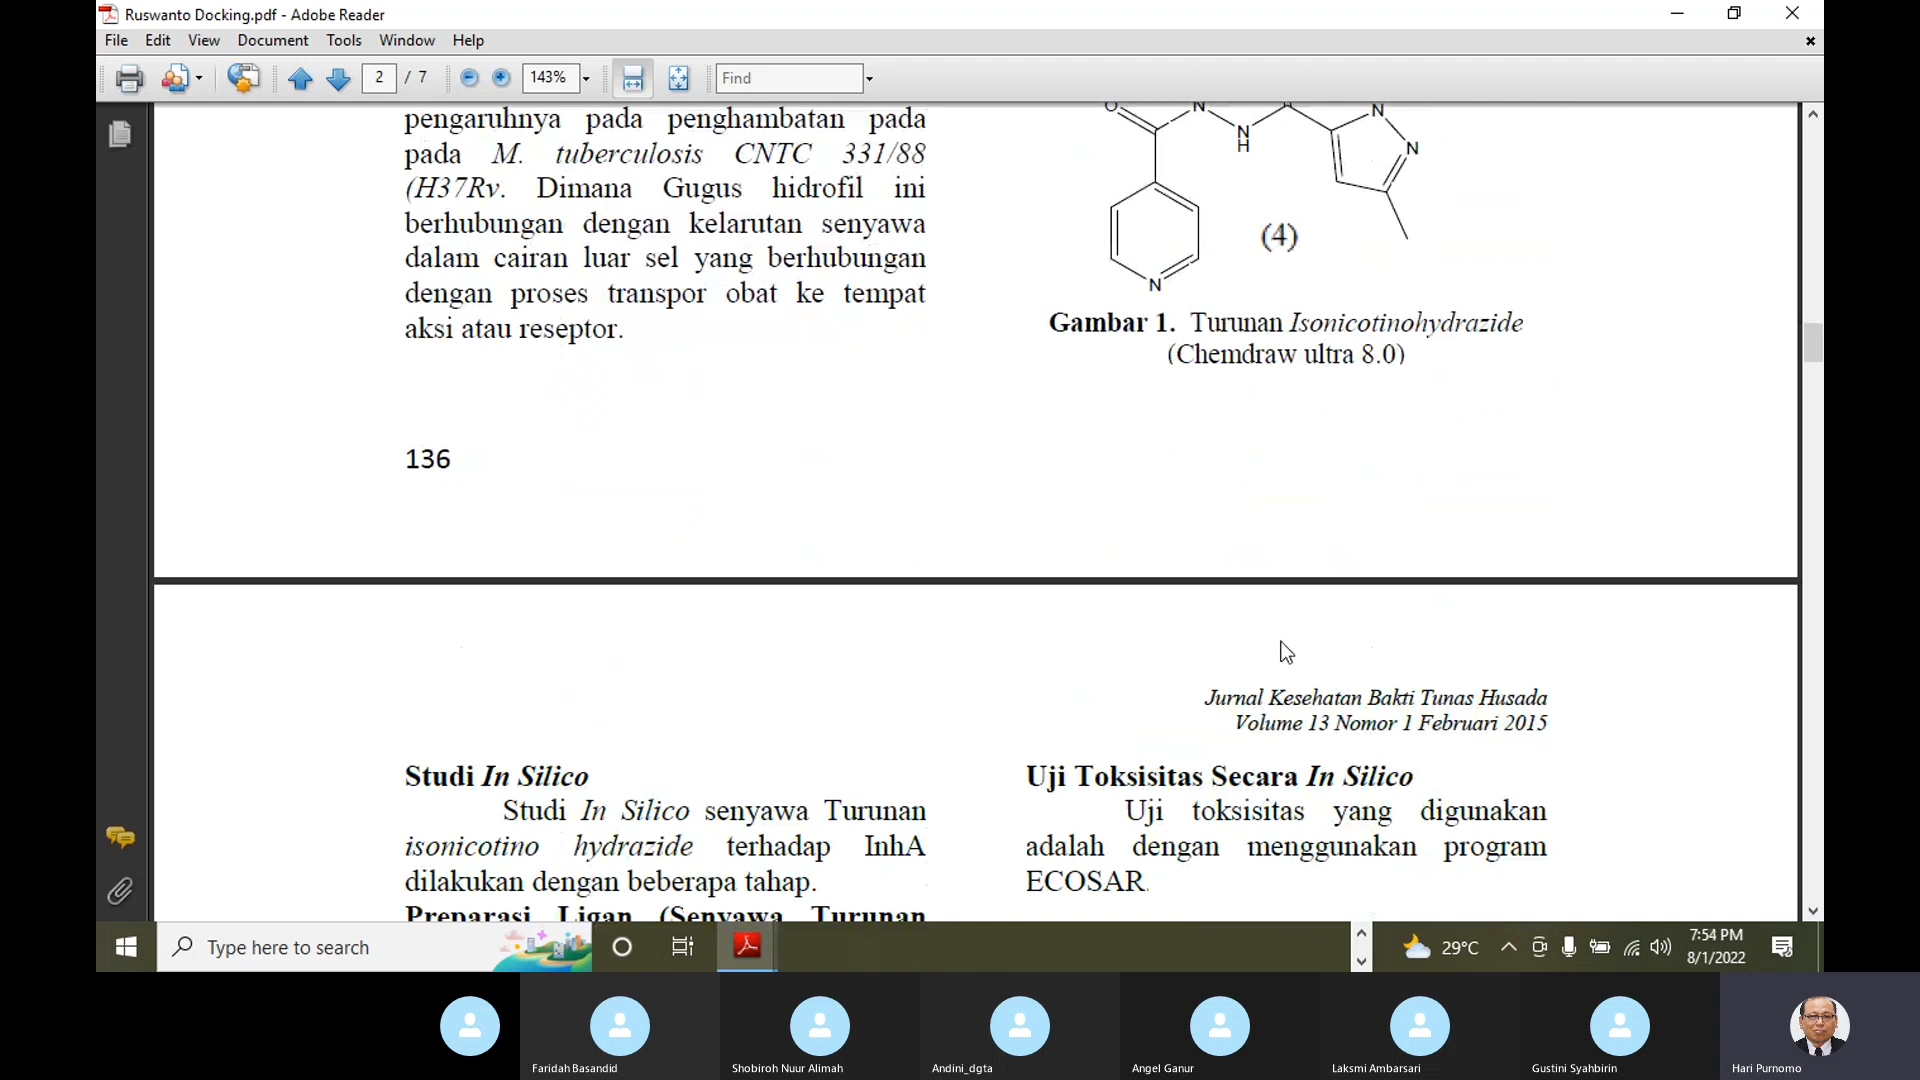 Ruswanto Docking.pdf - Adobe Reader
File Edit View Document Tools Window Help
2 / 7 143% Find
pengaruhnya pada penghambatan pada
pada M. tuberculosis CNTC 331/88
(H37Rv. Dimana Gugus hidrofil ini
berhubungan dengan kelarutan senyawa
dalam cairan luar sel yang berhubungan
dengan proses transpor obat ke tempat
aksi atau reseptor.
136
O N N H N N
(4)
N
Gambar 1. Turunan Isonicotinohydrazide
(Chemdraw ultra 8.0)
Jurnal Kesehatan Bakti Tunas Husada
Volume 13 Nomor 1 Februari 2015
Studi In Silico
Studi In Silico senyawa Turunan
isonicotino hydrazide terhadap InhA
dilakukan dengan beberapa tahap.
Preparasi Ligan (Senyawa Turunan
Uji Toksisitas Secara In Silico
Uji toksisitas yang digunakan
adalah dengan menggunakan program
ECOSAR.
Type here to search
29°C
7:54 PM
8/1/2022
Faridah Basandid
Shobiroh Nuur Alimah
Andini_dgta
Angel Ganur
Laksmi Ambarsari
Gustini Syahbirin
Hari Purnomo